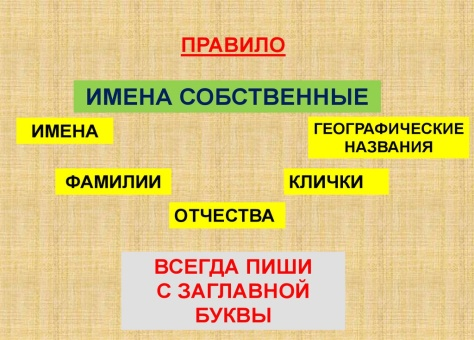 ПРАВИЛО
ИМЕНА СОБСТВЕННЫЕ
ИМЕНА
ГЕОГРАФИЧЕСКИЕ
НАЗВАНИЯ
ФАМИЛИИ
КЛИЧКИ
ОТЧЕСТВА
ВСЕГДА ПИШИ
С ЗАГЛАВНОЙ
БУКВЫ